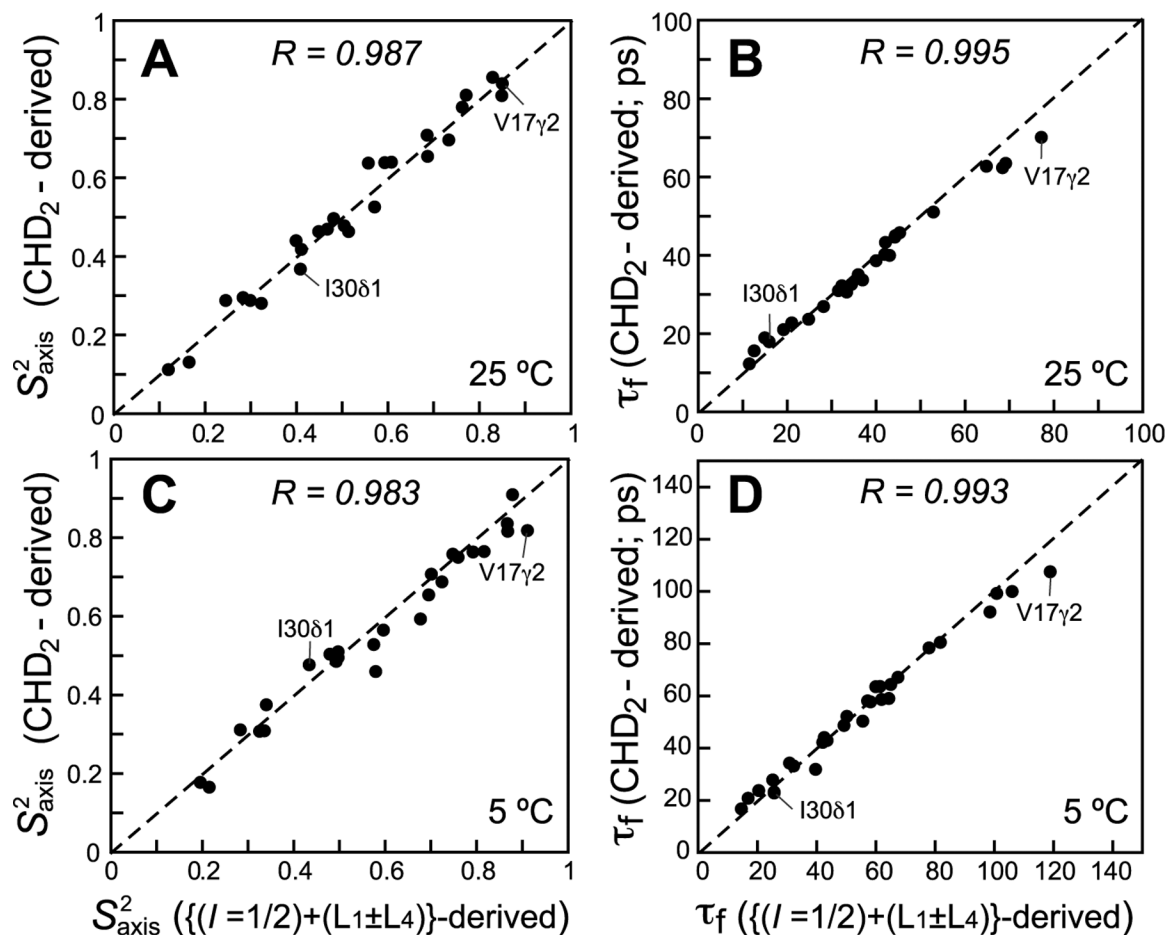 A
R = 0.987
S²axis (CHD₂ - derived)
1
0.8
0.6
0.4
0.2
0
V17γ2
I30δ1
25 ºC
0 0.2 0.4 0.6 0.8 1
B
R = 0.995
τf (CHD₂ - derived; ps)
100
80
60
40
20
0
V17γ2
I30δ1
25 ºC
0 20 40 60 80 100
C
R = 0.983
S²axis (CHD₂ - derived)
1
0.8
0.6
0.4
0.2
0
V17γ2
I30δ1
5 ºC
0 0.2 0.4 0.6 0.8 1
S²axis ({(I =1/2)+(L₁±L₄)}-derived)
D
R = 0.993
τf (CHD₂ - derived; ps)
140
120
100
80
60
40
20
0
V17γ2
I30δ1
5 ºC
0 20 40 60 80 100 120 140
τf ({(I =1/2)+(L₁±L₄)}-derived)